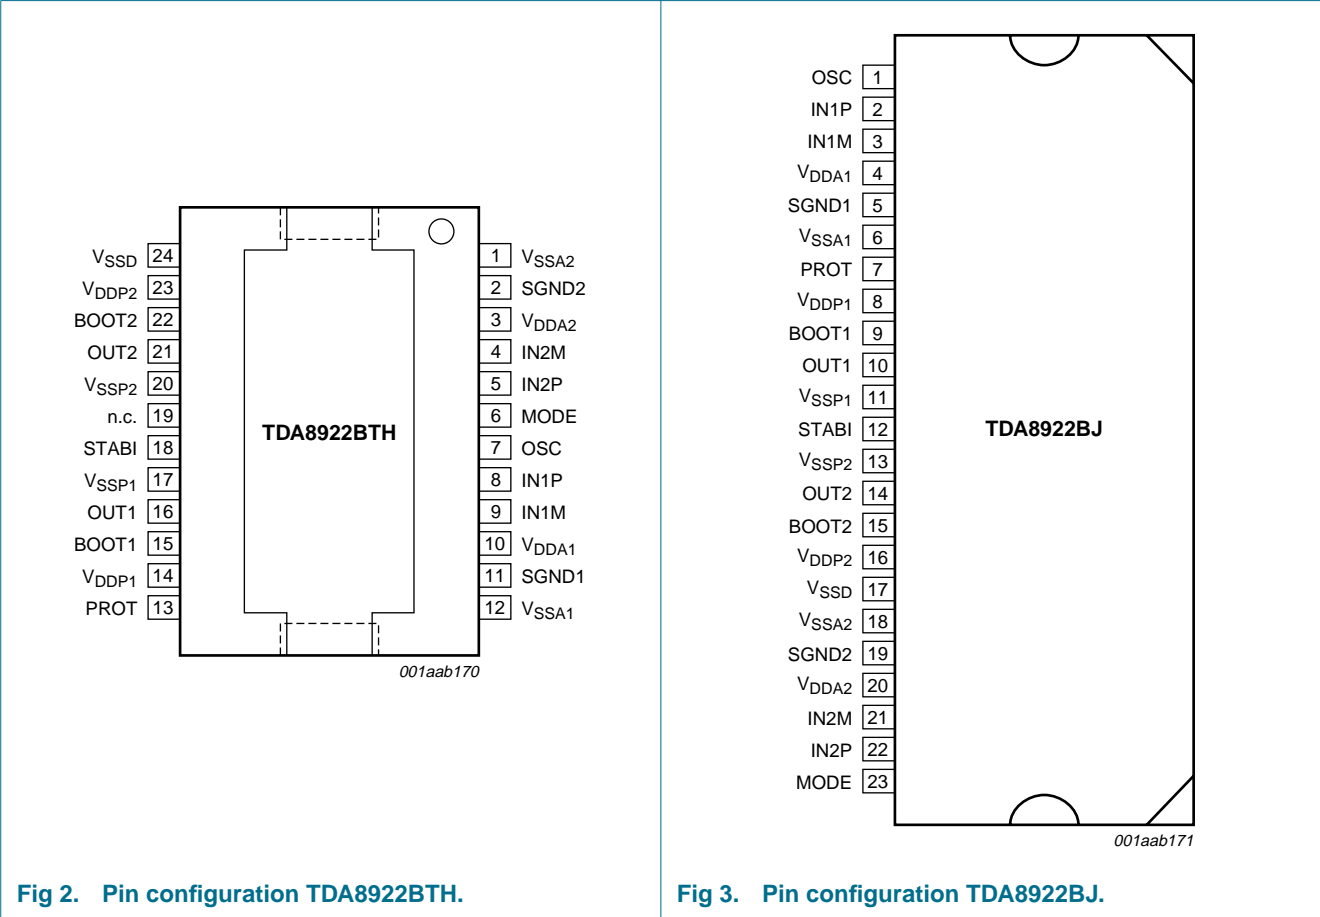 VSSD 24
VDDP2 23
BOOT2 22
OUT2 21
VSSP2 20
n.c. 19
STABI 18
VSSP1 17
OUT1 16
BOOT1 15
VDDP1 14
PROT 13
TDA8922BTH
1 VSSA2
2 SGND2
3 VDDA2
4 IN2M
5 IN2P
6 MODE
7 OSC
8 IN1P
9 IN1M
10 VDDA1
11 SGND1
12 VSSA1
001aab170
Fig 2. Pin configuration TDA8922BTH.
OSC 1
IN1P 2
IN1M 3
VDDA1 4
SGND1 5
VSSA1 6
PROT 7
VDDP1 8
BOOT1 9
OUT1 10
VSSP1 11
STABI 12
VSSP2 13
OUT2 14
BOOT2 15
VDDP2 16
VSSD 17
VSSA2 18
SGND2 19
VDDA2 20
IN2M 21
IN2P 22
MODE 23
TDA8922BJ
001aab171
Fig 3. Pin configuration TDA8922BJ.